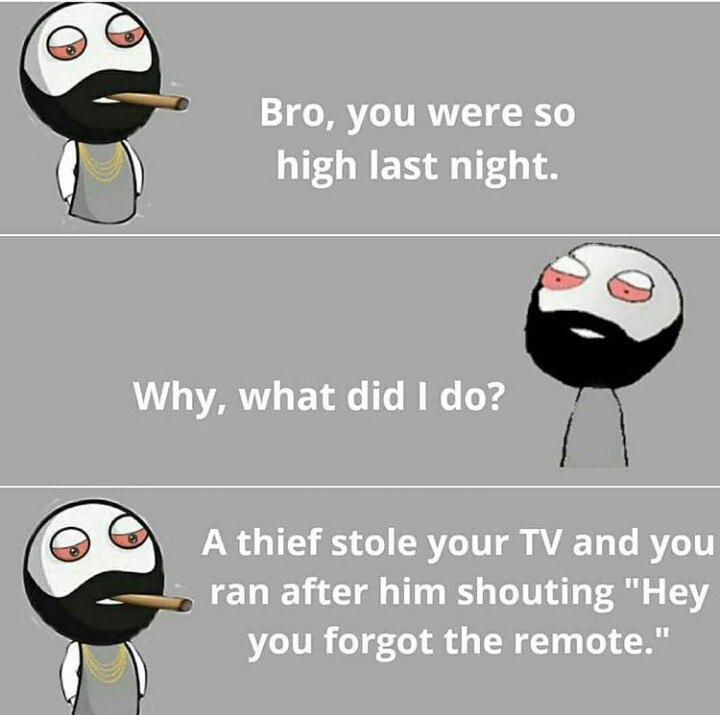 Bro, you were so
high last night.
Why, what did I do?
A thief stole your TV and you
ran after him shouting "Hey
you forgot the remote."